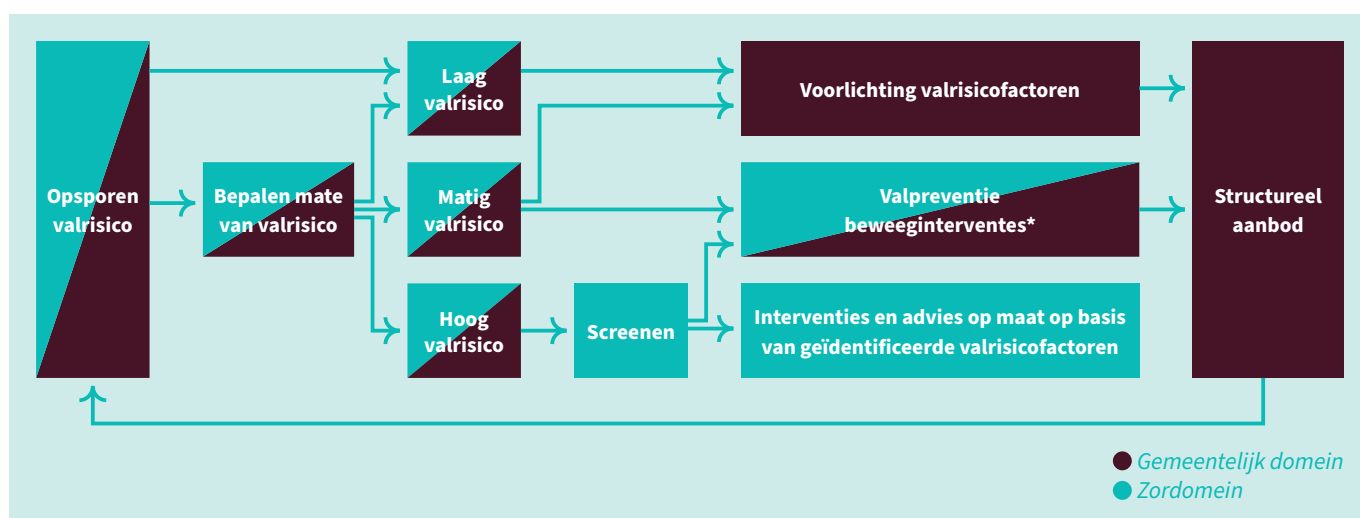 Opsporen
valrisico
Bepalen mate
van valrisico
Laag
valrisico
Matig
valrisico
Hoog
valrisico
Screenen
Voorlichting valrisicofactoren
Valpreventie
beweeginterventes*
Interventies en advies op maat op basis
van geïdentificeerde valrisicofactoren
Structureel
aanbod
Gemeentelijk domein
Zordomein